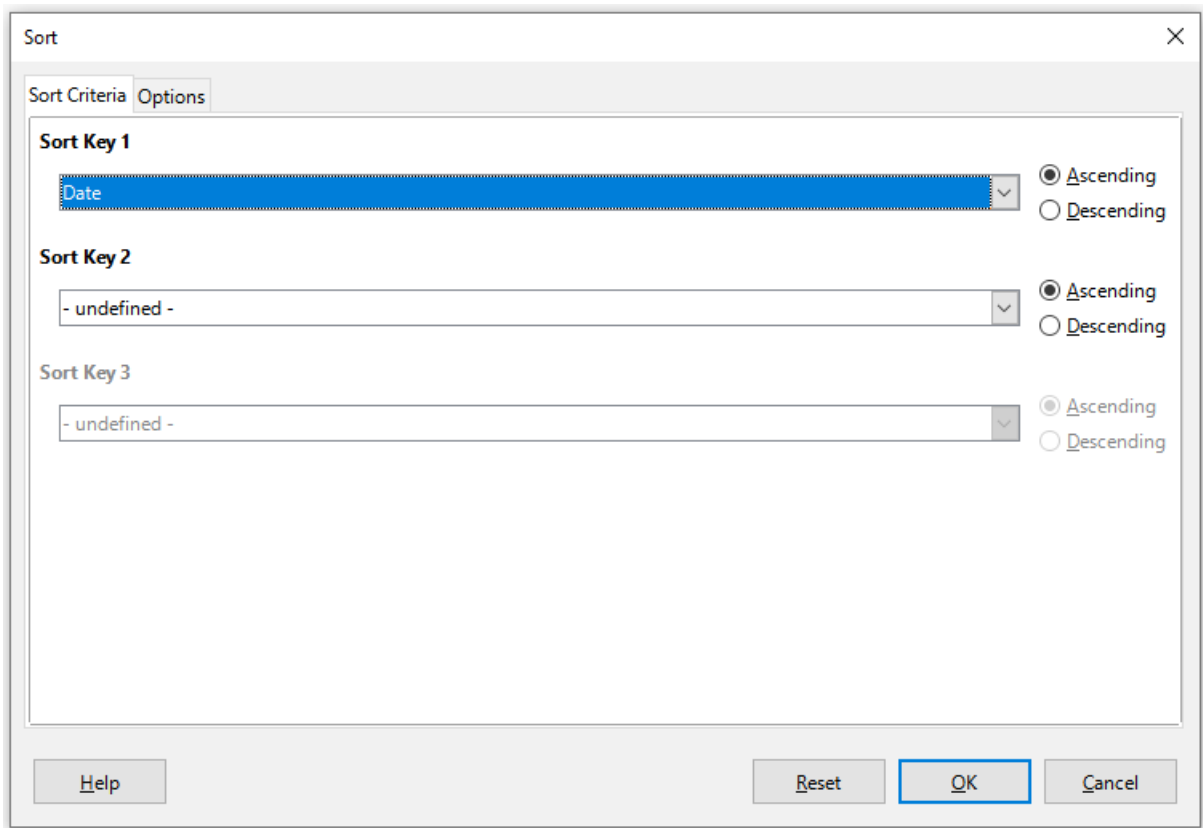 Sort
Sort Criteria Options
Sort Key 1
Date
Ascending
Descending
Sort Key 2
- undefined -
Ascending
Descending
Sort Key 3
- undefined -
Ascending
Descending
Help Reset OK Cancel